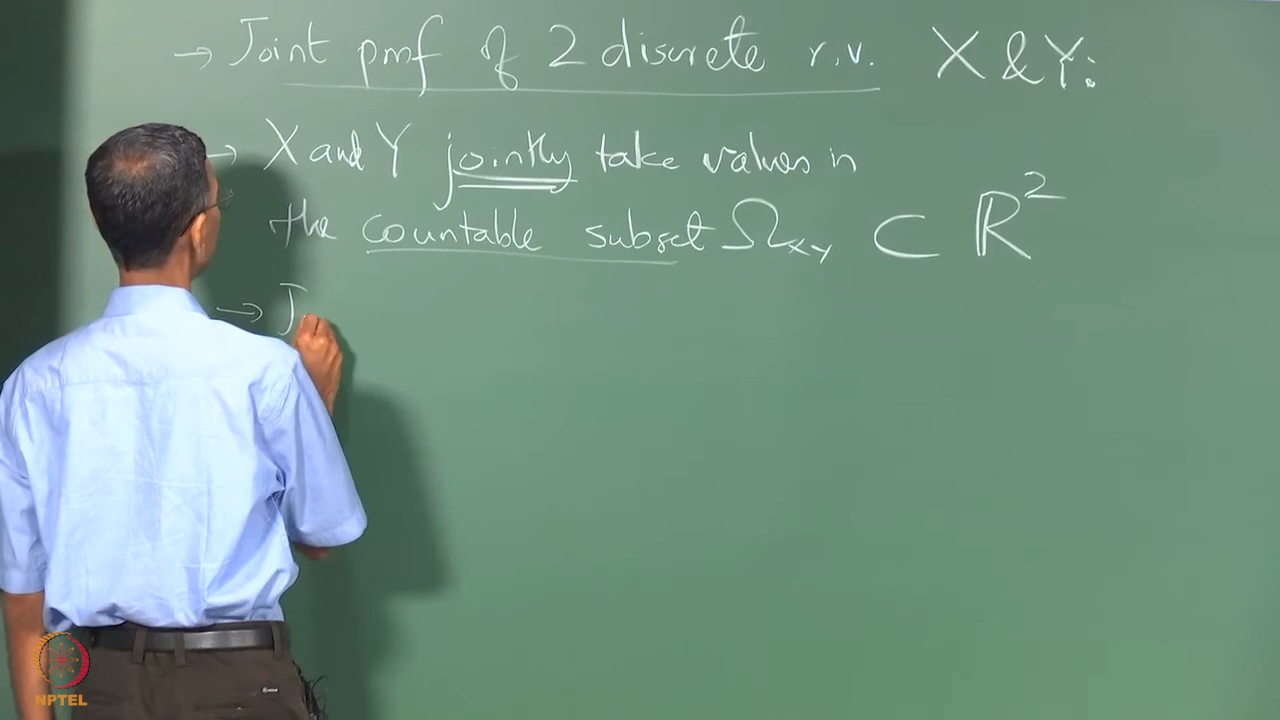 → Joint pmf of 2 discrete r.v. X & Y:
→ X and Y jointly take values in
the countable subset Ω_XY ⊂ ℝ²
→ J
NPTEL